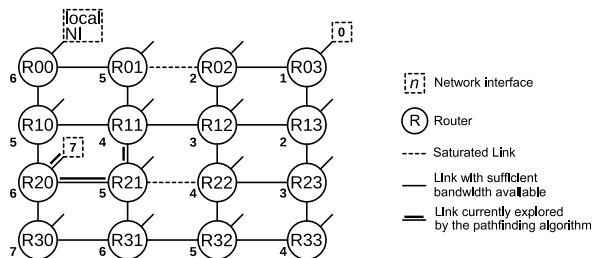 local
NI
0
R00 R01 R02 R03
6 5 2 1
R10 R11 R12 R13
5 4 3 2
7
R20 R21 R22 R23
6 5 4 3
R30 R31 R32 R33
7 6 5 4
n Network interface
R Router
Saturated Link
Link with sufficient
bandwidth available
Link currently explored
by the pathfinding algorithm